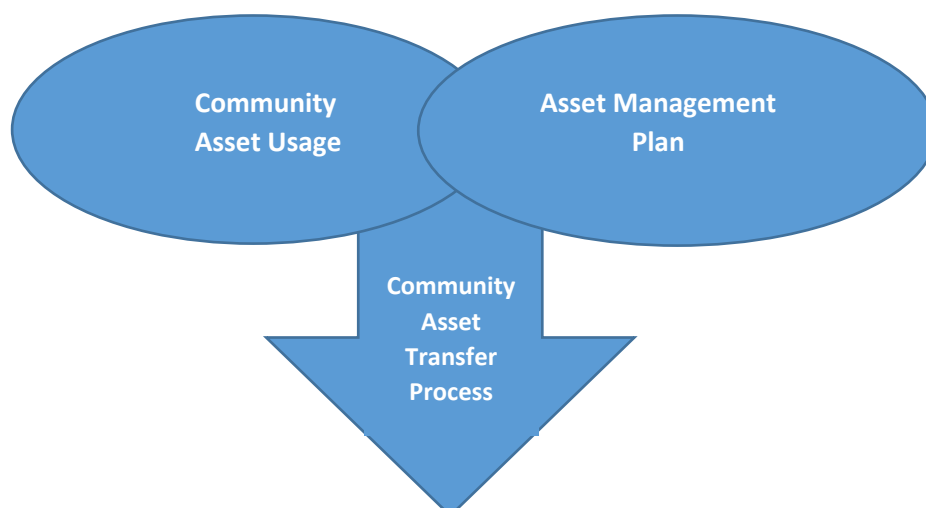 Community
Asset Usage
Asset Management
Plan
Community
Asset
Transfer
Process